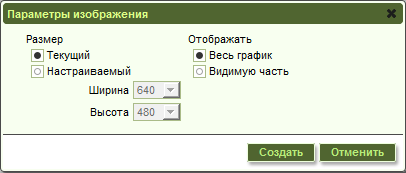 Параметры изображения
Размер
Отображать
Текущий
Весь график
Настраиваемый
Видимую часть
Ширина 640
Высота 480
Создать Отменить